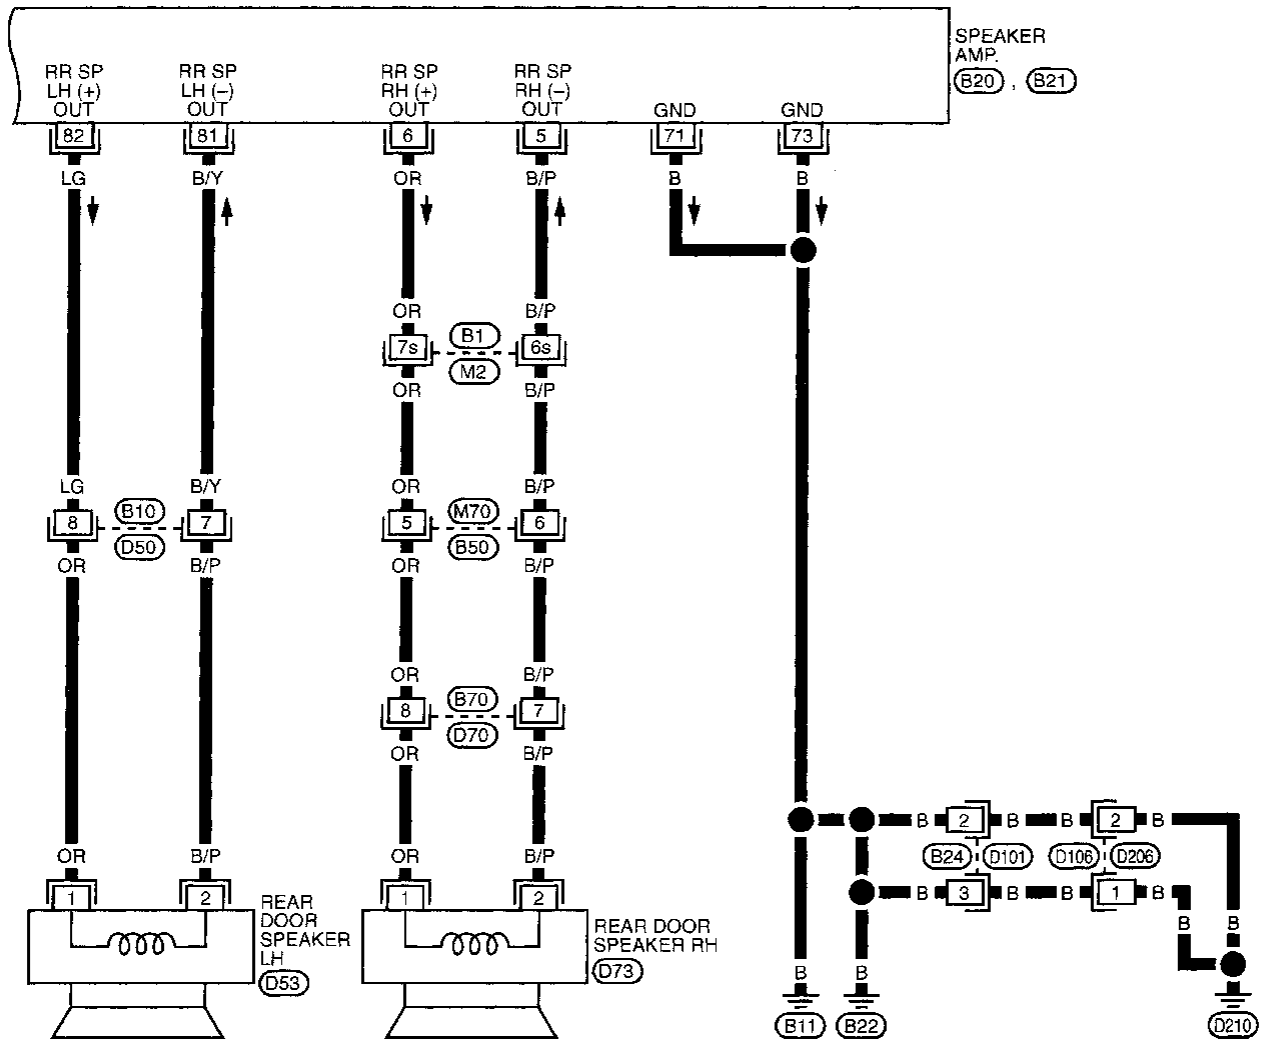 SPEAKER
AMP.
B20 , B21
RR SP
LH (+)
OUT
RR SP
LH (–)
OUT
RR SP
RH (+)
OUT
RR SP
RH (–)
OUT
GND
GND
82 81 6 5 71 73
LG B/Y OR B/P B B
OR B/P
7s B1 6s
M2
OR B/P
LG B/Y OR B/P
8 B10 7 5 M70 6
D50 B50
OR B/P OR B/P
OR B/P
8 B70 7
D70
OR B/P
B 2 B B 2 B
B24 D101 D106 D206
B 3 B B 1 B
OR B/P OR B/P
1 2 1 2
REAR
DOOR
SPEAKER
LH
D53
REAR DOOR
SPEAKER RH
D73
B B
B B
B11 B22 D210